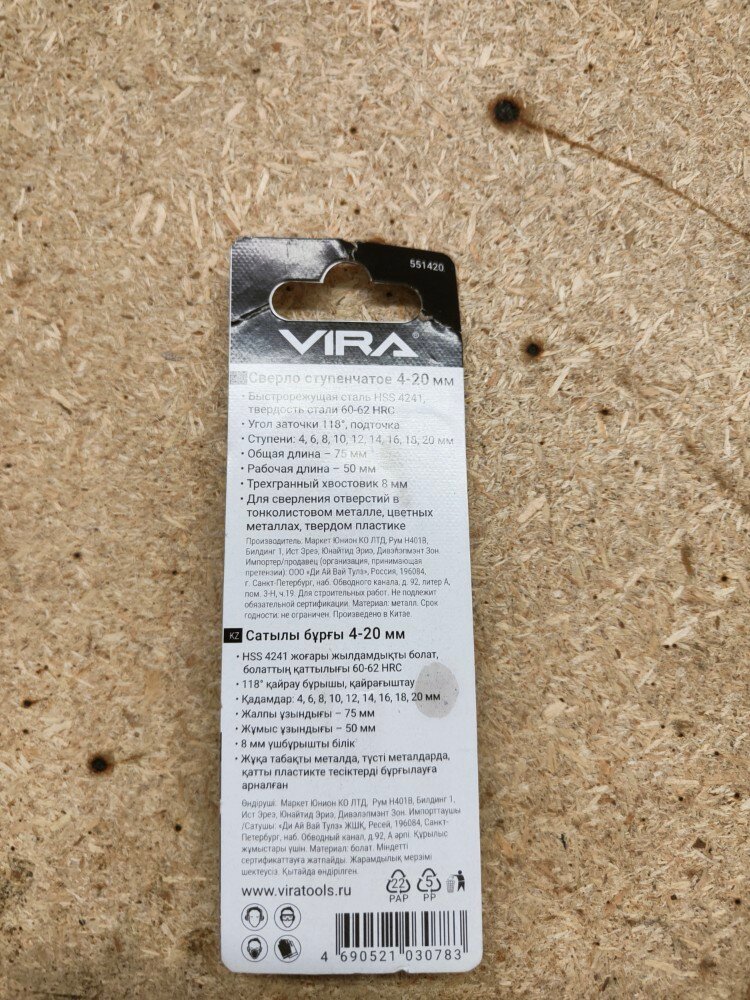 551420
VIRA
Сверло ступенчатое 4-20 мм
• Быстрорежущая сталь HSS 4241,
твердость стали 60-62 HRC
• Угол заточки 118°, подточка
• Ступени: 4, 6, 8, 10, 12, 14, 16, 18, 20 мм
• Общая длина – 75 мм
• Рабочая длина – 50 мм
• Трехгранный хвостовик 8 мм
• Для сверления отверстий в
тонколистовом металле, цветных
металлах, твердом пластике
Производитель: Маркет Юнион КО ЛТД, Рум H401B,
Билдинг 1, Ист Эреэ, Юнайтид Эриэ, Дивэлэпмэнт Зон.
Импортер/продавец (организация, принимающая
претензии): ООО «Ди Ай Вай Тулз», Россия, 196084,
г. Санкт-Петербург, наб. Обводного канала, д. 92, литер А,
пом. 3-Н, ч.19. Для строительных работ. Не подлежит
обязательной сертификации. Материал: металл. Срок
годности: не ограничен. Произведено в Китае.
KZ Сатылы бұрғы 4-20 мм
• HSS 4241 жоғары жылдамдықты болат,
болаттың қаттылығы 60-62 HRC
• 118° қайрау бұрышы, қайрағыштау
• Қадамдар: 4, 6, 8, 10, 12, 14, 16, 18, 20 мм
• Жалпы ұзындығы – 75 мм
• Жұмыс ұзындығы – 50 мм
• 8 мм үшбұрышты білік
• Жұқа табақты металда, түсті металдарда,
қатты пластикте тесіктерді бұрғылауға
арналған
Өндіруші: Маркет Юнион КО ЛТД, Рум H401B, Билдинг 1,
Ист Эриэ, Юнайтид Эриэ, Дивэлэпмэнт Зон. Импорттаушы
/Сатушы: «Ди Ай Вай Тулз» ЖШҚ, Ресей, 196084, Санкт-
Петербург, наб. Обводный канал, д.92, А әрпі. Құрылыс
жұмыстары үшін. Материал: болат. Міндетті
сертификаттауға жатпайды. Жарамдылық мерзімі
шектеусіз. Қытайда өндірілген.
www.viratools.ru
22
PAP
5
PP
4 690521 030783